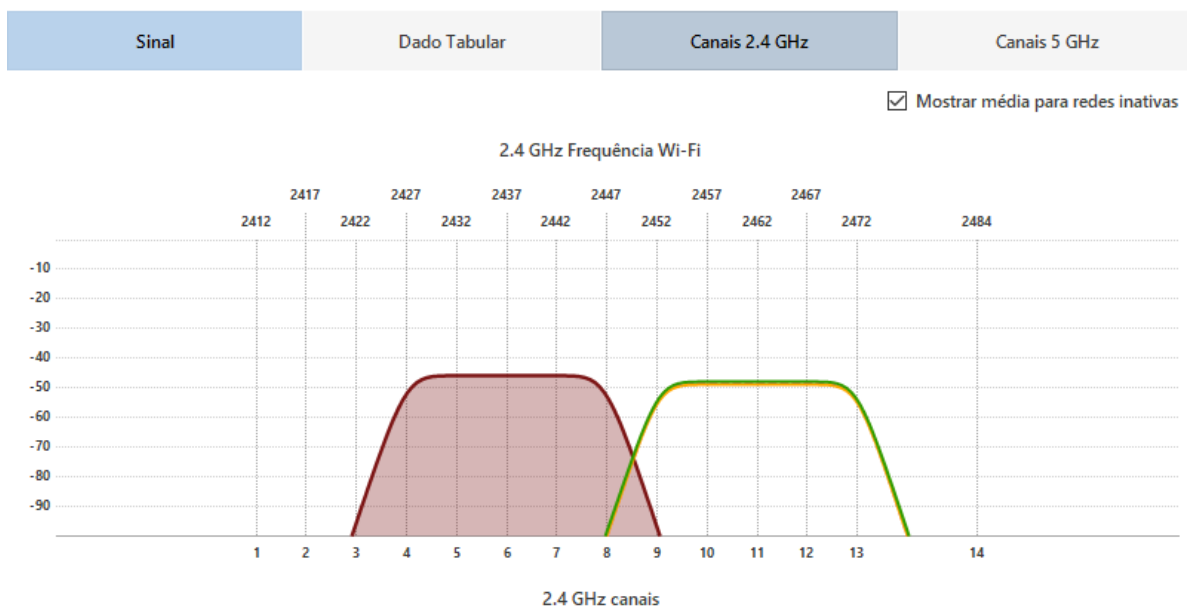 Sinal Dado Tabular Canais 2.4 GHz Canais 5 GHz
Mostrar média para redes inativas
2.4 GHz Frequência Wi-Fi
2417 2427 2437 2447 2457 2467
2412 2422 2432 2442 2452 2462 2472 2484
-10
-20
-30
-40
-50
-60
-70
-80
-90
1 2 3 4 5 6 7 8 9 10 11 12 13 14
2.4 GHz canais